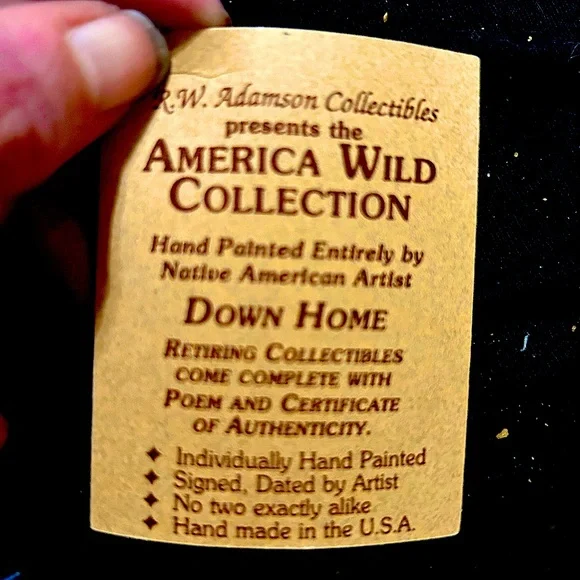 R.W. Adamson Collectibles
presents the
AMERICA WILD
COLLECTION
Hand Painted Entirely by
Native American Artist
DOWN HOME
RETIRING COLLECTIBLES
COME COMPLETE WITH
POEM AND CERTIFICATE
OF AUTHENTICITY.
✦ Individually Hand Painted
✦ Signed, Dated by Artist
✦ No two exactly alike
✦ Hand made in the U.S.A.